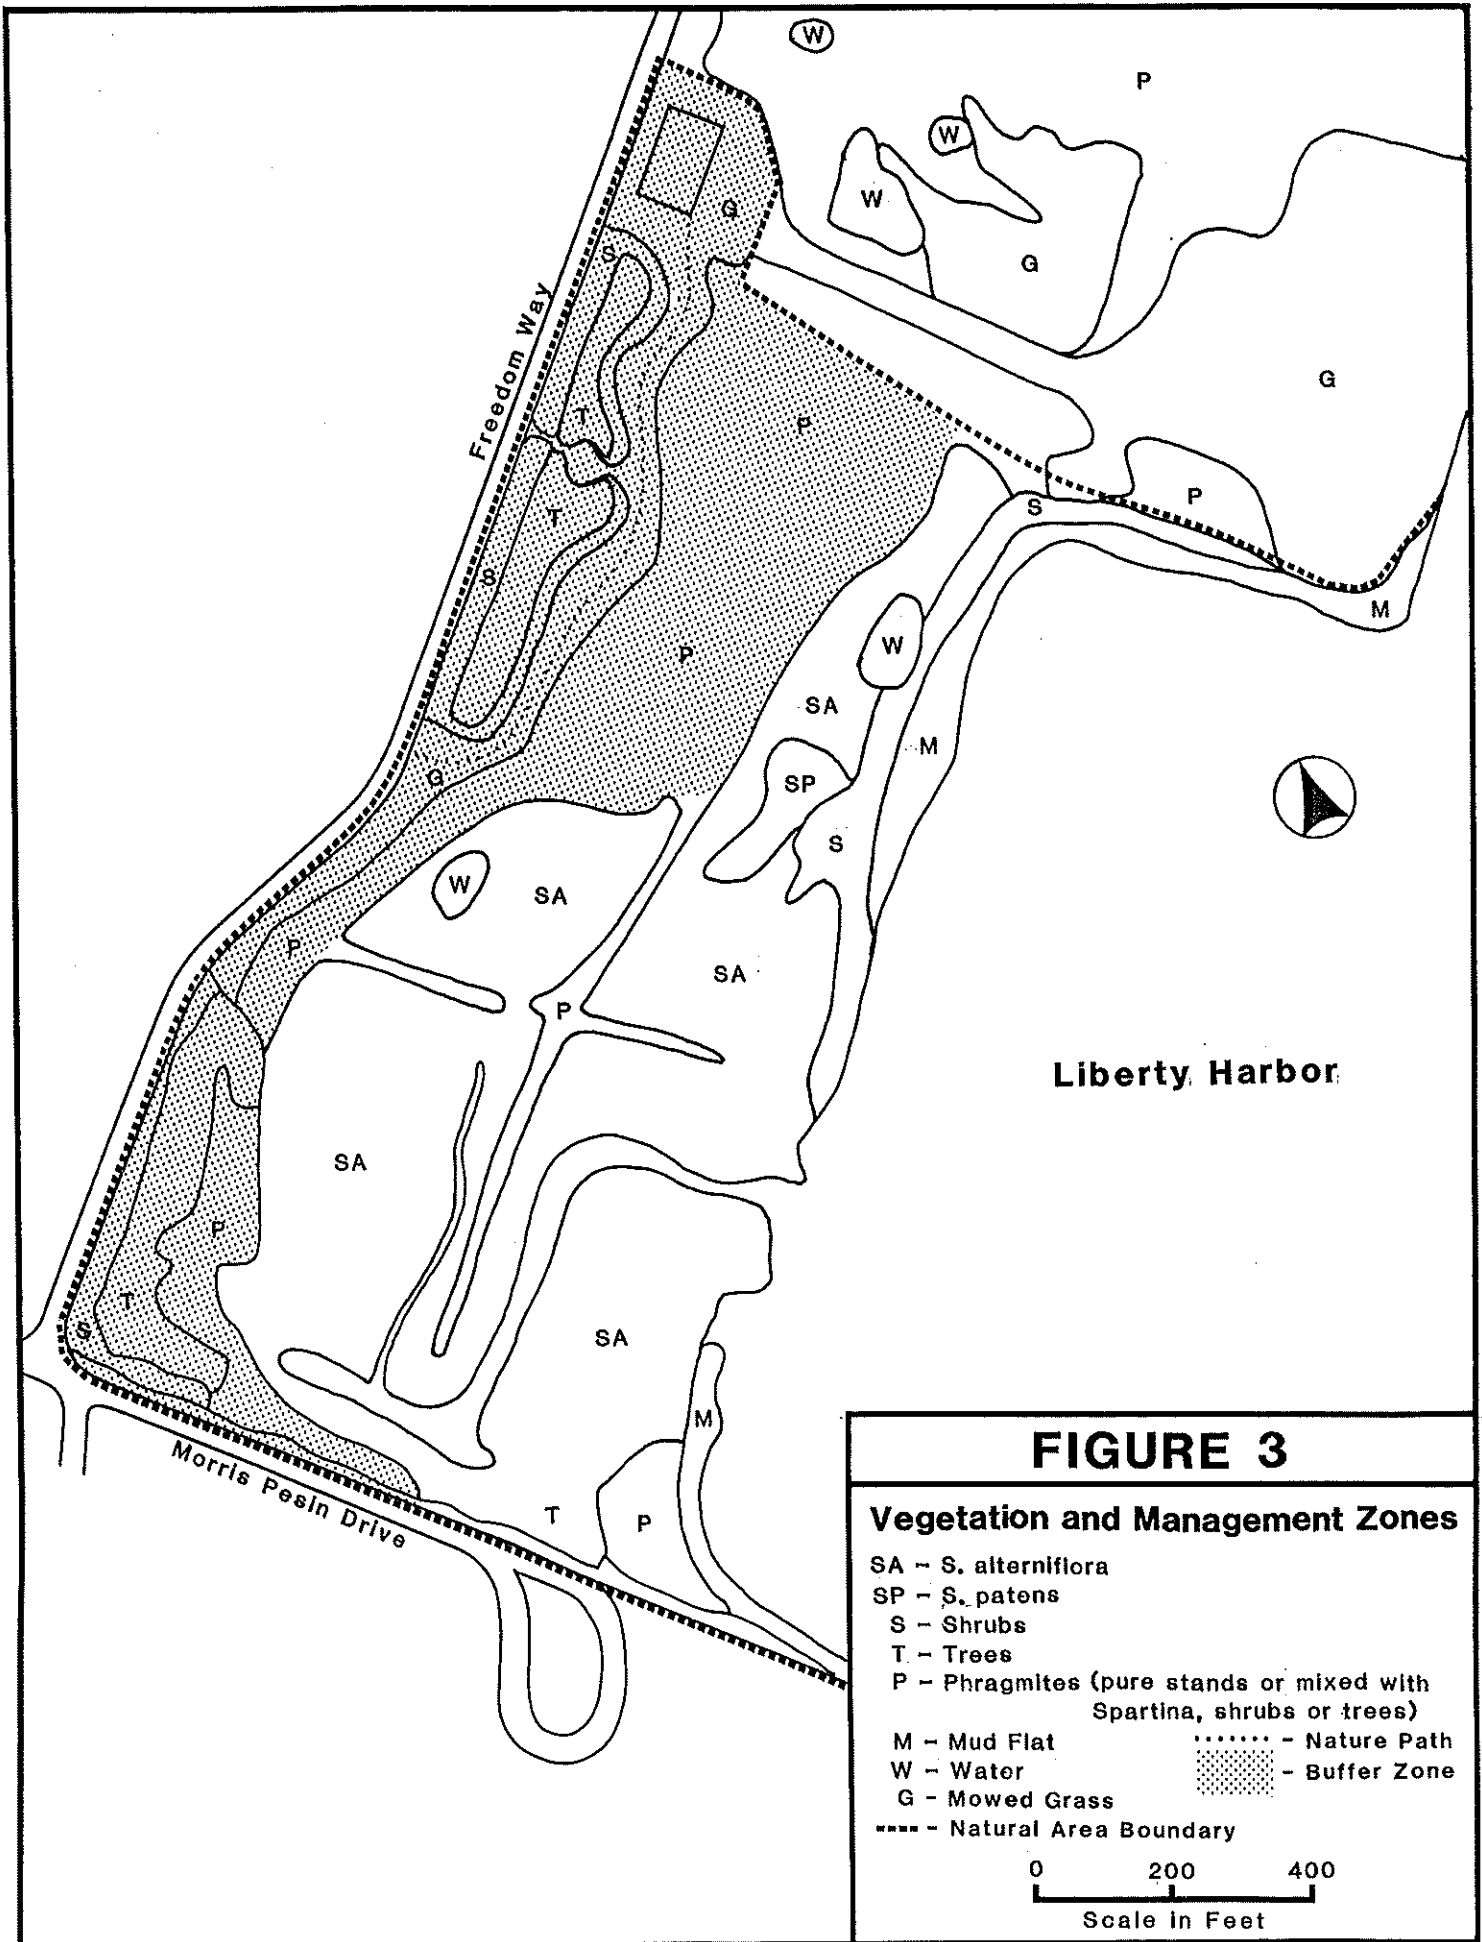 W
P
W
W
G
S
G
Freedom Way
G
T
P
S
P
T
S
M
W
P
SA
M
G
SP
S
W
SA
P
SA
P
Liberty Harbor
SA
P
T
S
SA
M
Morris Pesin Drive
T
P
FIGURE 3
Vegetation and Management Zones
SA - S. alterniflora
SP - S. patens
S - Shrubs
T - Trees
P - Phragmites (pure stands or mixed with
Spartina, shrubs or trees)
M - Mud Flat
....... - Nature Path
W - Water
- Buffer Zone
G - Mowed Grass
---- - Natural Area Boundary
0 200 400
Scale in Feet